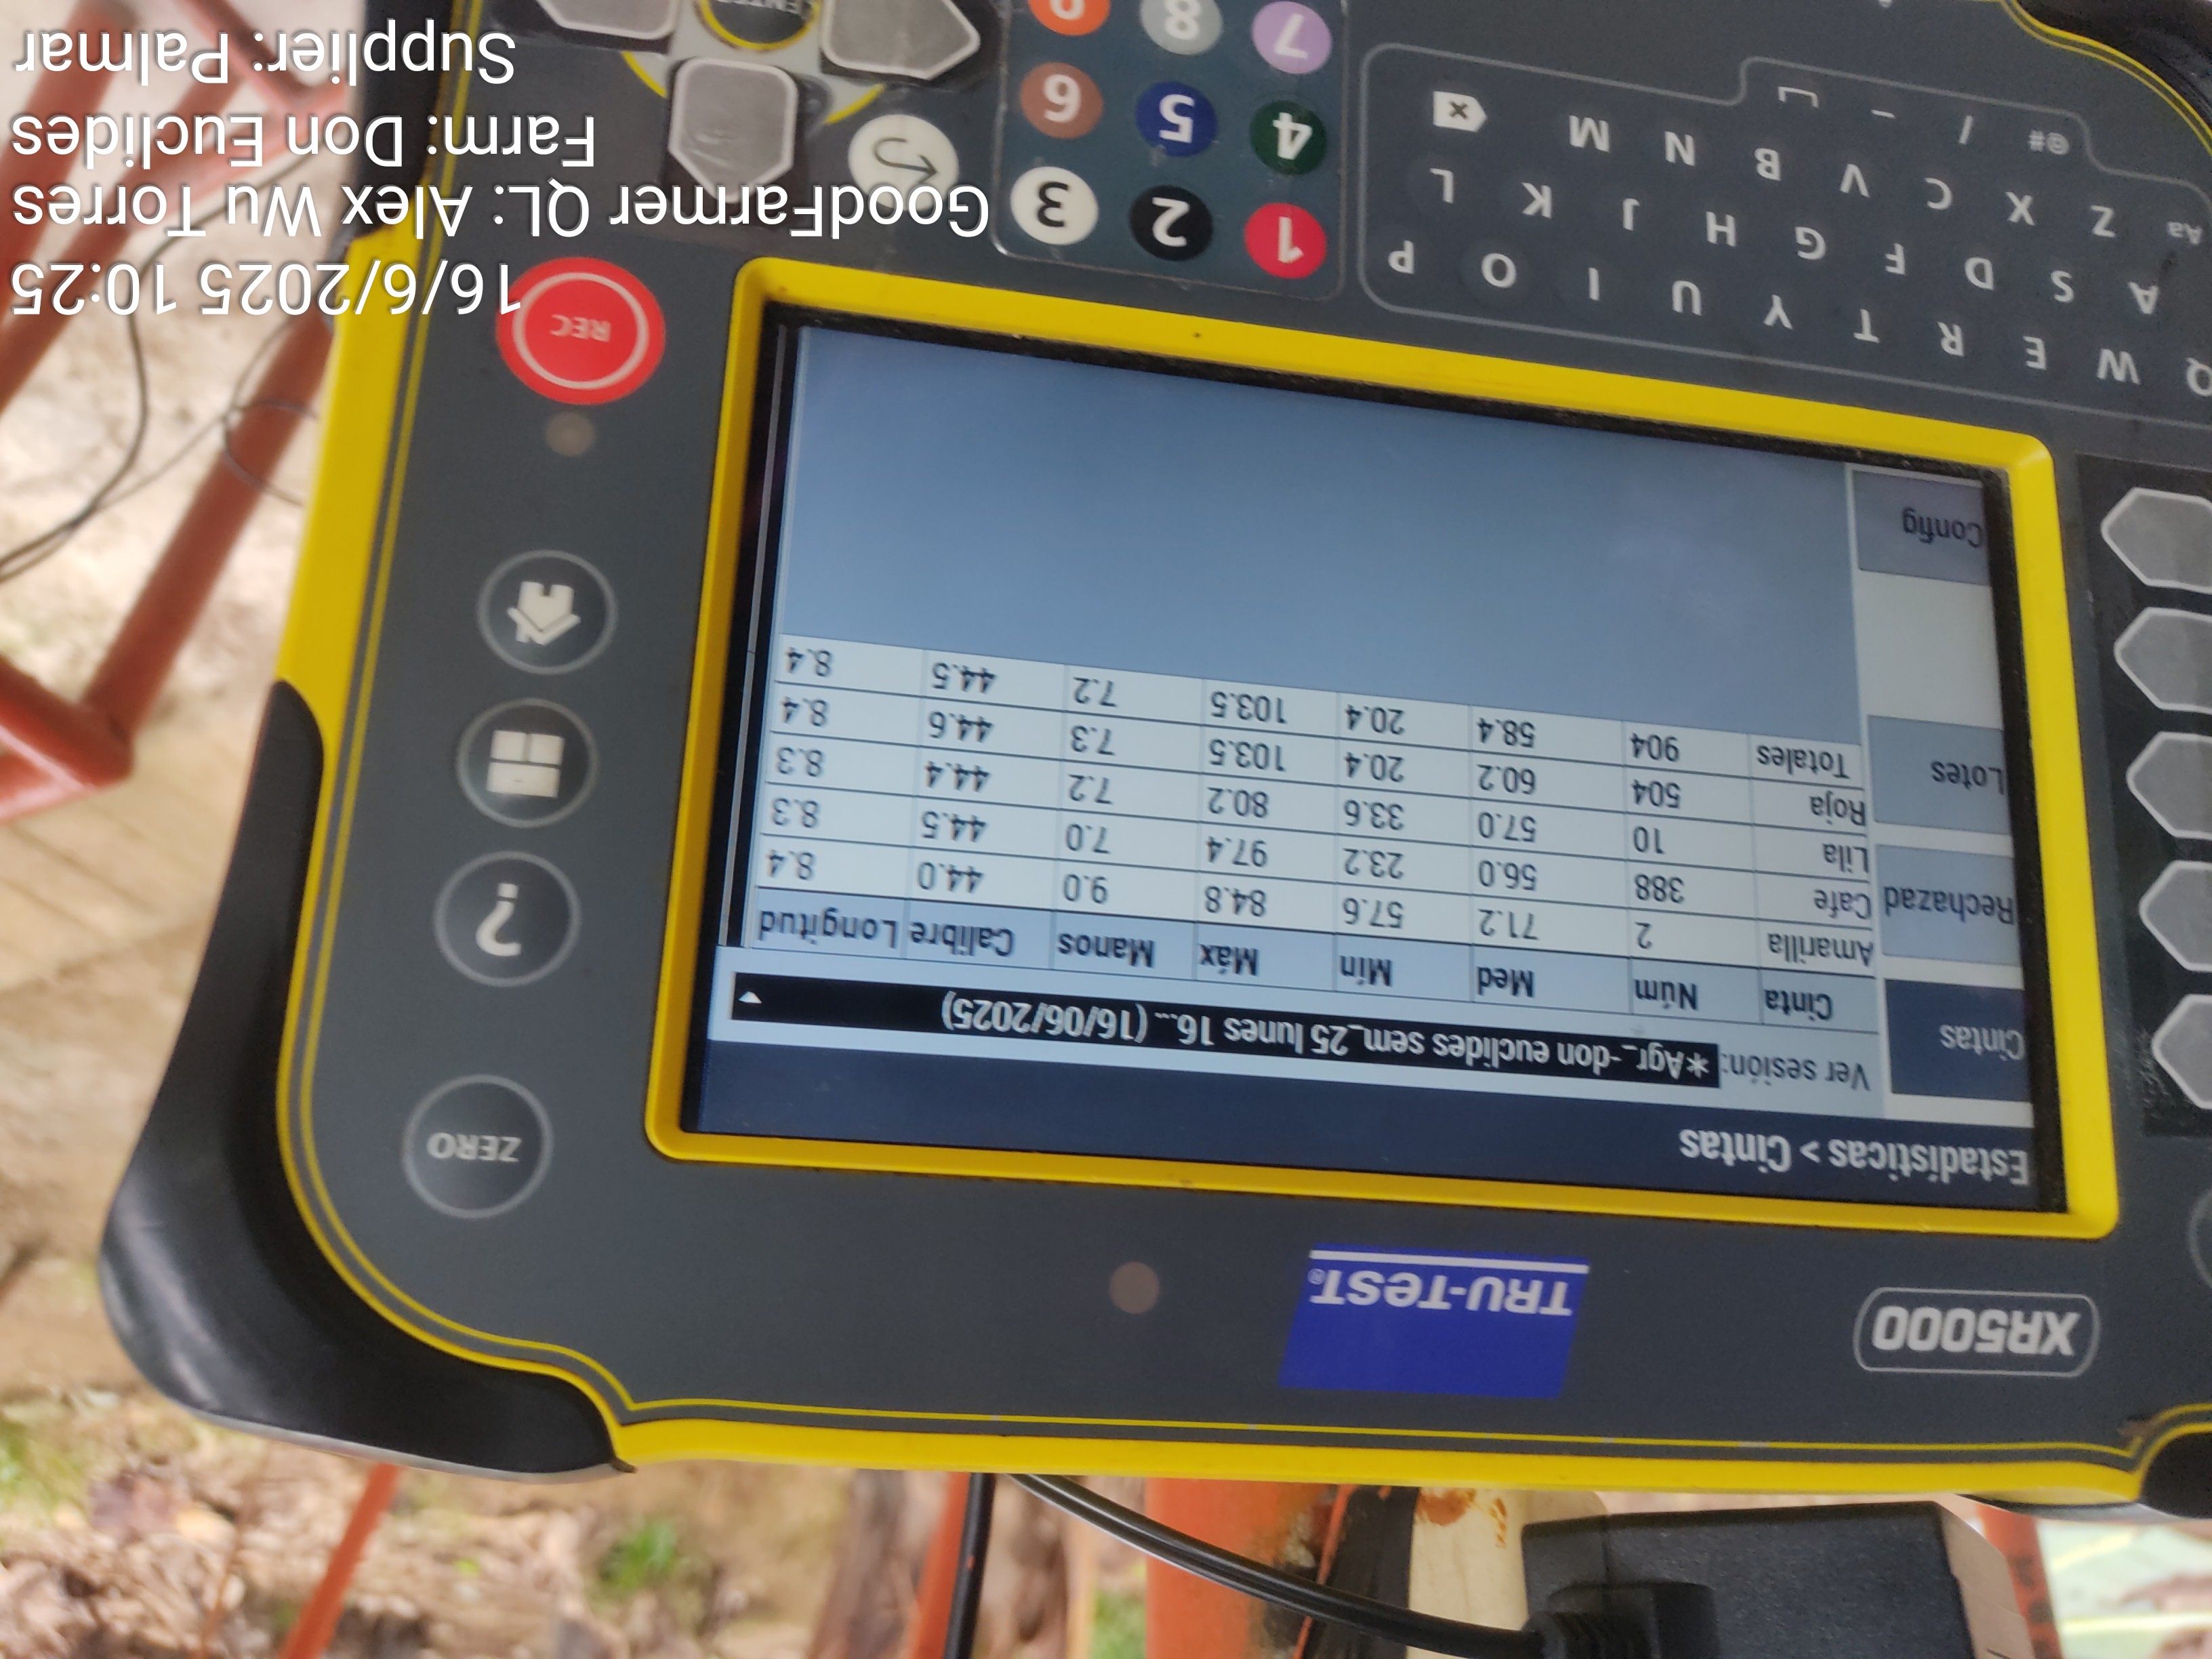 XR5000
TRU-TEST®
Estadísticas > Cintas
Ver sesión: *Agr_-don euclides sem_25 lunes 16... (16/06/2025)
Cintas
Rechazad
Lotes
Config
Cinta Núm Med Mín Máx Manos Calibre Longitud
Amarilla 2 71.2 57.6 84.8 9.0 44.0 8.4
Cafe 388 56.0 23.2 97.4 7.0 44.5 8.3
Lila 10 57.0 33.6 80.2 7.2 44.4 8.3
Roja 504 60.2 20.4 103.5 7.3 44.6 8.4
Totales 904 58.4 20.4 103.5 7.2 44.5 8.4
ZERO
?
REC
Q W E R T Y U I O P
A S D F G H J K L
Aa Z X C V B N M
@# / _
1 2 3
4 5 6
7 8 9
ENTER
16/6/2025 10:25
GoodFarmer QL: Alex Wu Torres
Farm: Don Euclides
Supplier: Palmar